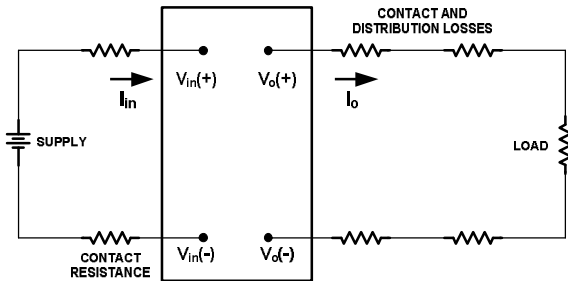 CONTACT AND
DISTRIBUTION LOSSES
Iin
Vin(+)
Vo(+)
Io
SUPPLY
LOAD
CONTACT
RESISTANCE
Vin(-)
Vo(-)